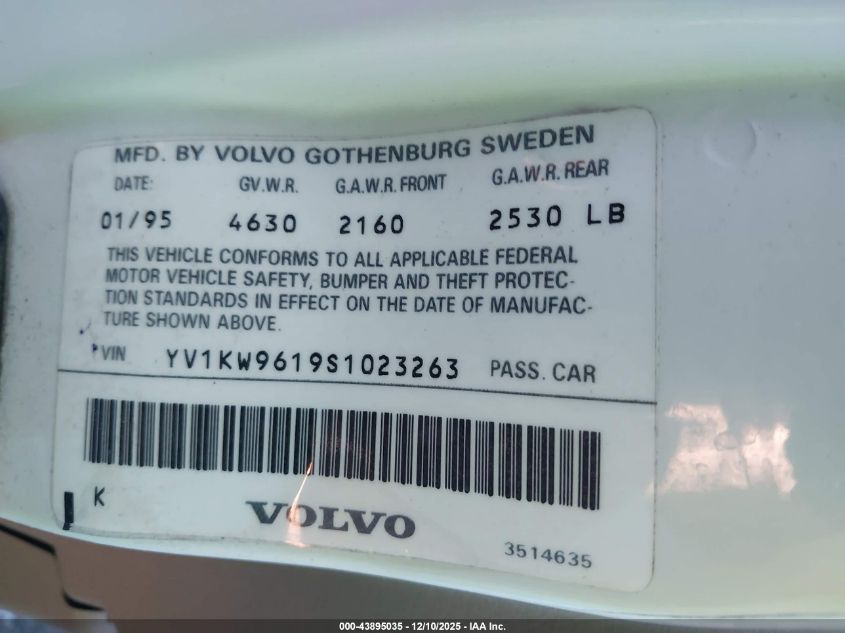 MFD. BY VOLVO GOTHENBURG SWEDEN
DATE: GV.W.R. G.A.W.R. FRONT G.A.W.R. REAR
01/95 4630 2160 2530 LB
THIS VEHICLE CONFORMS TO ALL APPLICABLE FEDERAL
MOTOR VEHICLE SAFETY, BUMPER AND THEFT PROTEC-
TION STANDARDS IN EFFECT ON THE DATE OF MANUFAC-
TURE SHOWN ABOVE.
VIN YV1KW9619S1023263 PASS. CAR
K
VOLVO
3514635
000-43895035 - 12/10/2025 - IAA Inc.